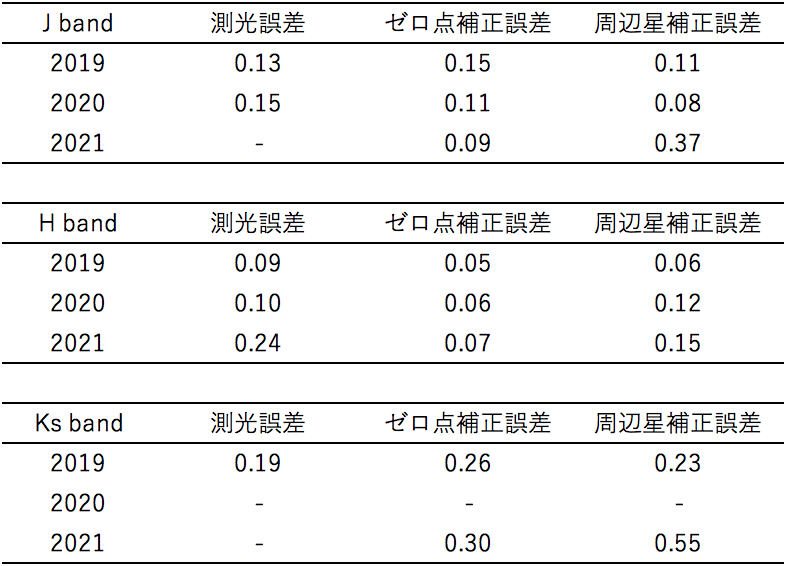 J band 測光誤差 ゼロ点補正誤差 周辺星補正誤差
2019 0.13 0.15 0.11
2020 0.15 0.11 0.08
2021 - 0.09 0.37
H band 測光誤差 ゼロ点補正誤差 周辺星補正誤差
2019 0.09 0.05 0.06
2020 0.10 0.06 0.12
2021 0.24 0.07 0.15
Ks band 測光誤差 ゼロ点補正誤差 周辺星補正誤差
2019 0.19 0.26 0.23
2020 - - -
2021 - 0.30 0.55